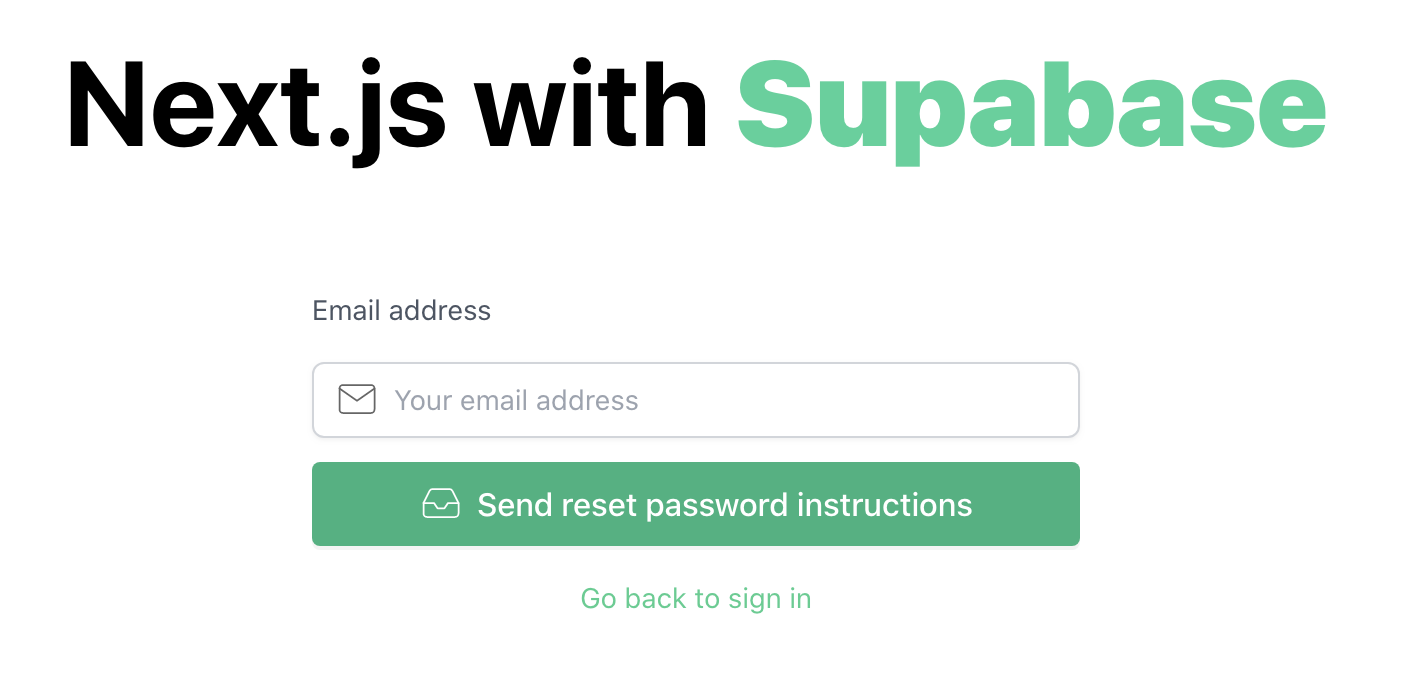 Next.js with Supabase
Email address
Your email address
Send reset password instructions
Go back to sign in